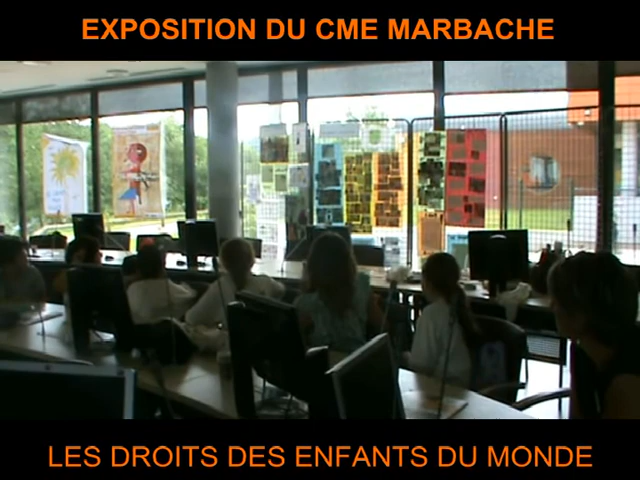 EXPOSITION DU CME MARBACHE
LES DROITS DES ENFANTS DU MONDE